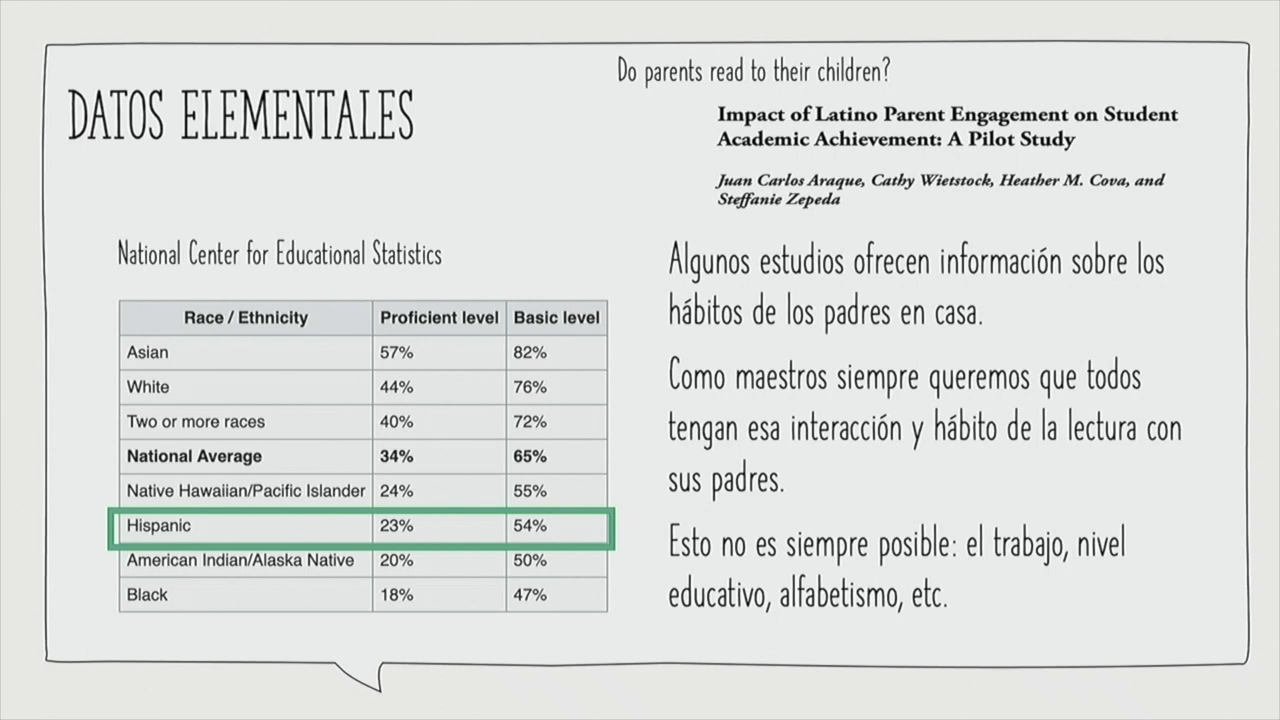 DATOS ELEMENTALES
National Center for Educational Statistics
Race / Ethnicity Proficient level Basic level
Asian 57% 82%
White 44% 76%
Two or more races 40% 72%
National Average 34% 65%
Native Hawaiian/Pacific Islander 24% 55%
Hispanic 23% 54%
American Indian/Alaska Native 20% 50%
Black 18% 47%
Do parents read to their children?
Impact of Latino Parent Engagement on Student
Academic Achievement: A Pilot Study
Juan Carlos Araque, Cathy Wietstock, Heather M. Cova, and
Steffanie Zepeda
Algunos estudios ofrecen información sobre los
hábitos de los padres en casa.
Como maestros siempre queremos que todos
tengan esa interacción y hábito de la lectura con
sus padres.
Esto no es siempre posible: el trabajo, nivel
educativo, alfabetismo, etc.